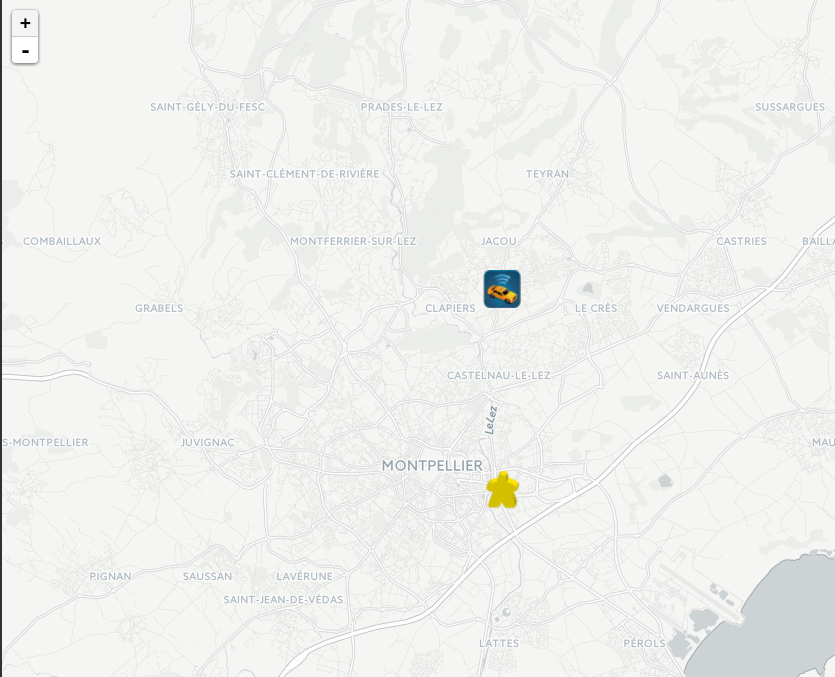 +
-
SAINT-GÉLY-DU-FESC
PRADES-LE-LEZ
SUSSARGUES
SAINT-CLÉMENT-DE-RIVIÈRE
TEYRAN
COMBAILLAUX
MONTFERRIER-SUR-LEZ
JACOU
CASTRIES
BAILLA
GRABELS
CLAPIERS
LE CRÈS
VENDARGUES
CASTELNAU-LE-LEZ
SAINT-AUNÈS
Le Lez
S-MONTPELLIER
JUVIGNAC
MAU
MONTPELLIER
PIGNAN
SAUSSAN
LAVÉRUNE
SAINT-JEAN-DE-VÉDAS
LATTES
PÉROLS